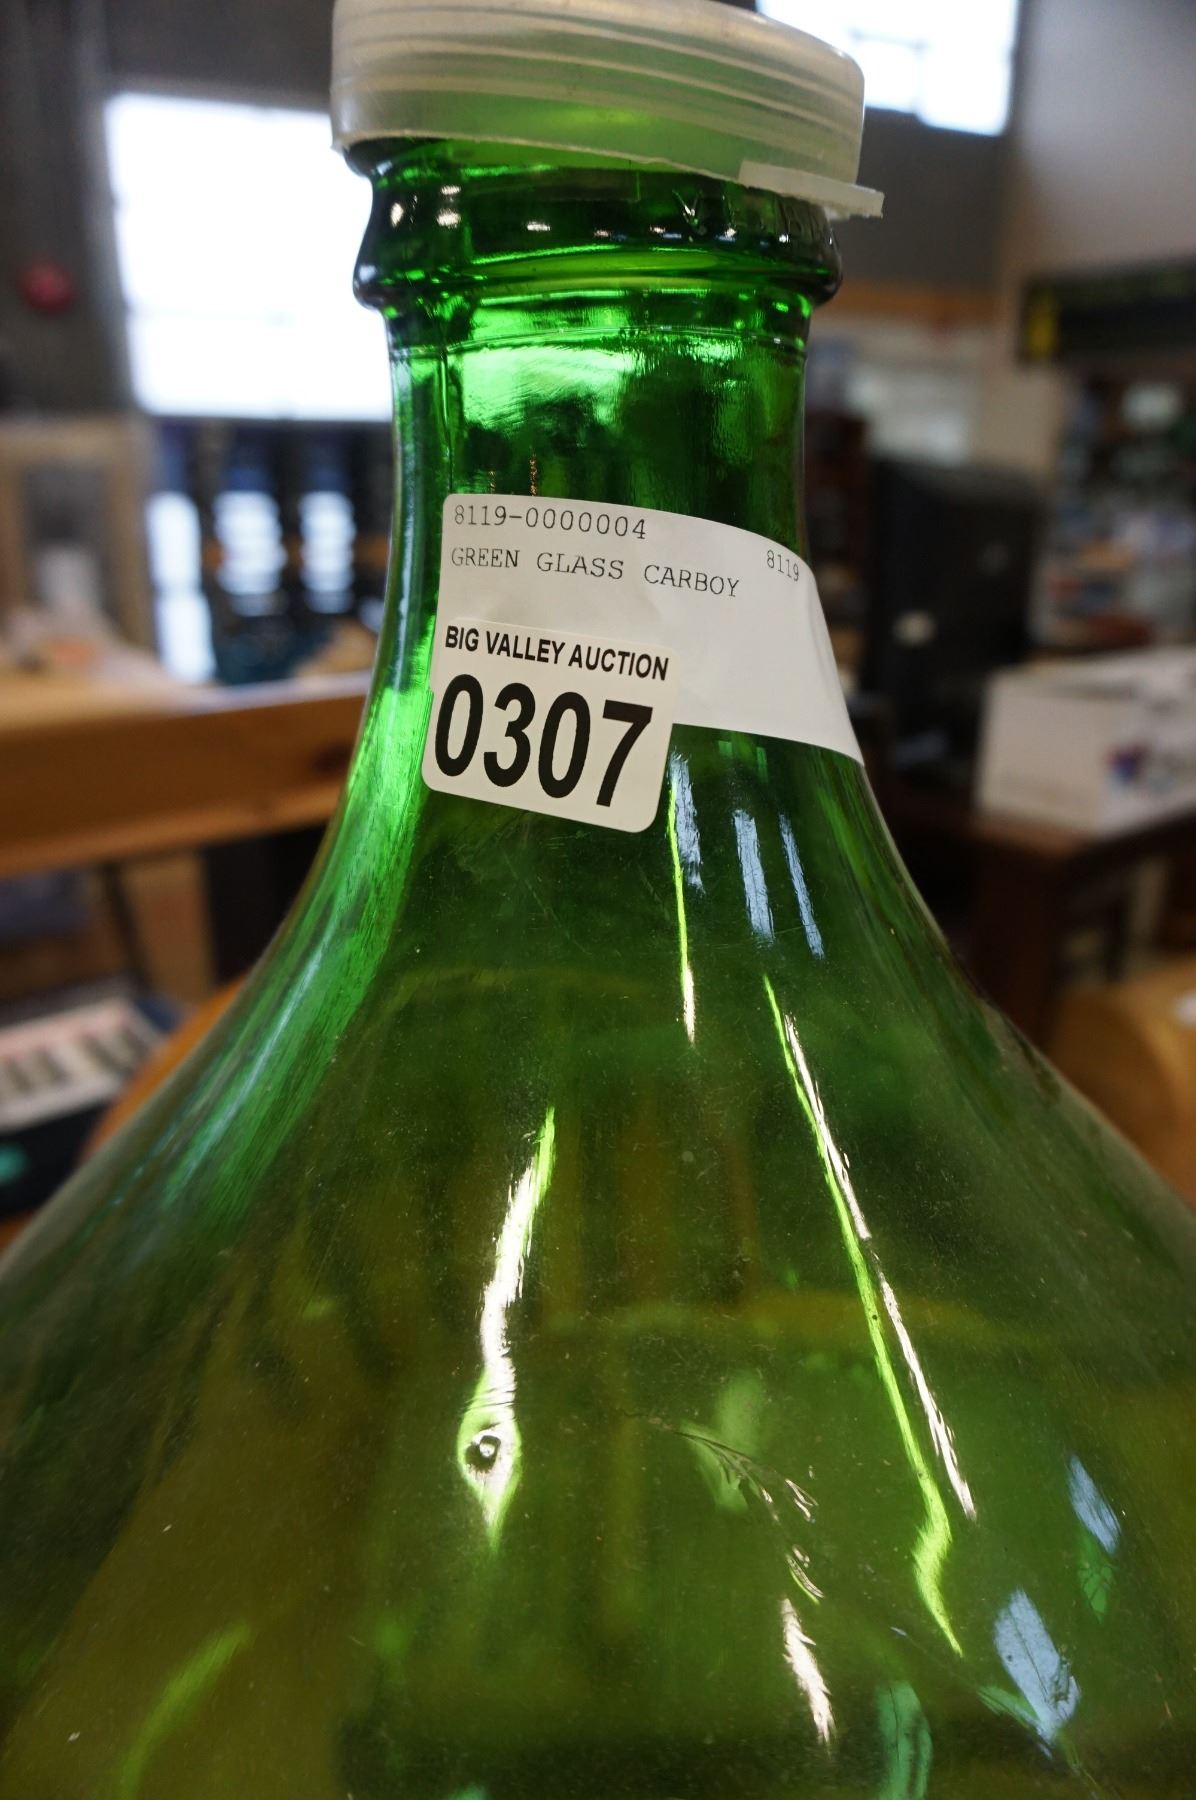 8119-0000004
8119
GREEN GLASS CARBOY
BIG VALLEY AUCTION
0307